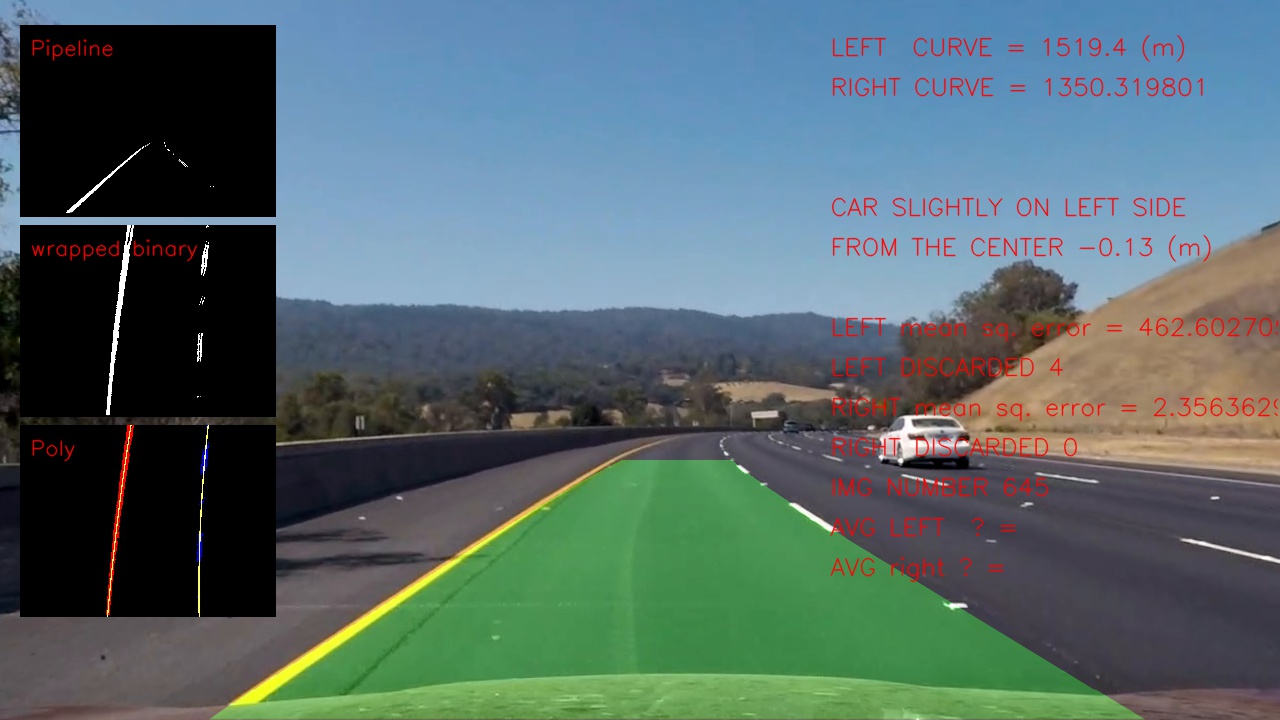 Pipeline
wrapped binary
Poly
LEFT CURVE = 1519.4 (m)
RIGHT CURVE = 1350.319801
CAR SLIGHTLY ON LEFT SIDE
FROM THE CENTER -0.13 (m)
LEFT mean sq. error = 462.60270
LEFT DISCARDED 4
RIGHT mean sq. error = 2.3563629
RIGHT DISCARDED 0
IMG NUMBER 645
AVG LEFT ? =
AVG right ? =